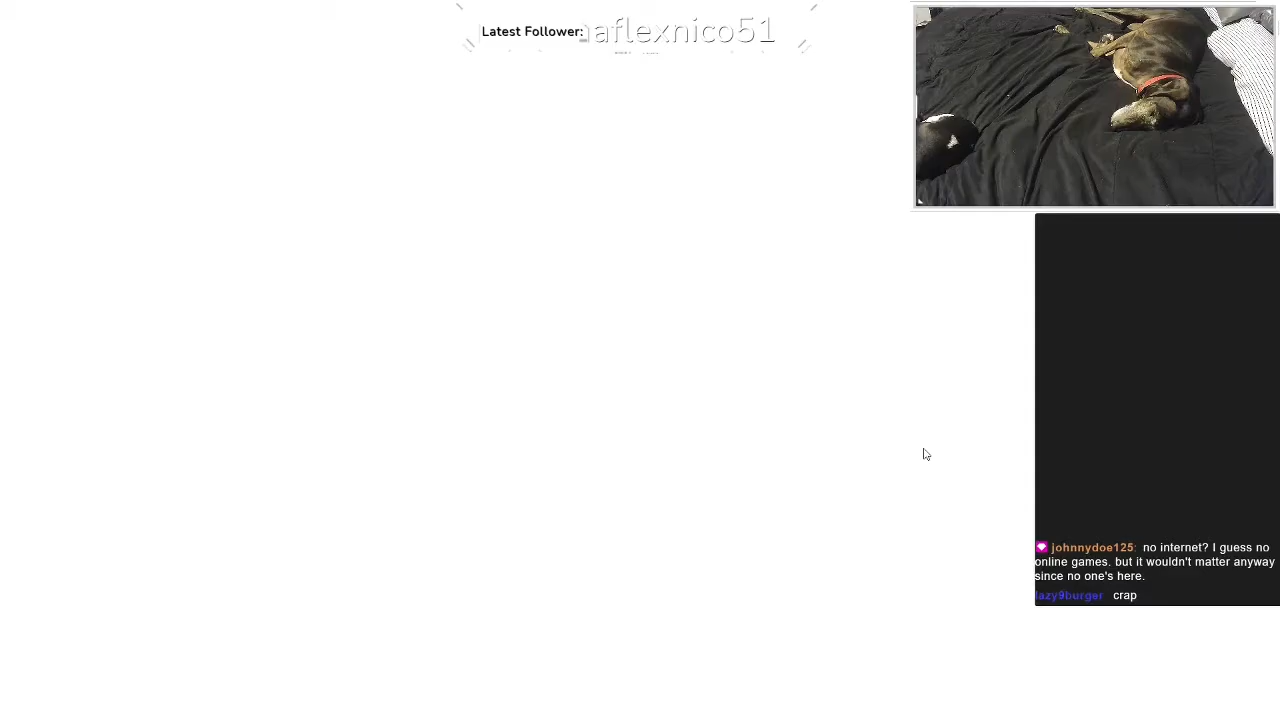 Latest Follower: aflexnico51
johnnydoe125: no internet? I guess no
online games. but it wouldn't matter anyway
since no one's here.
lazy9burger crap